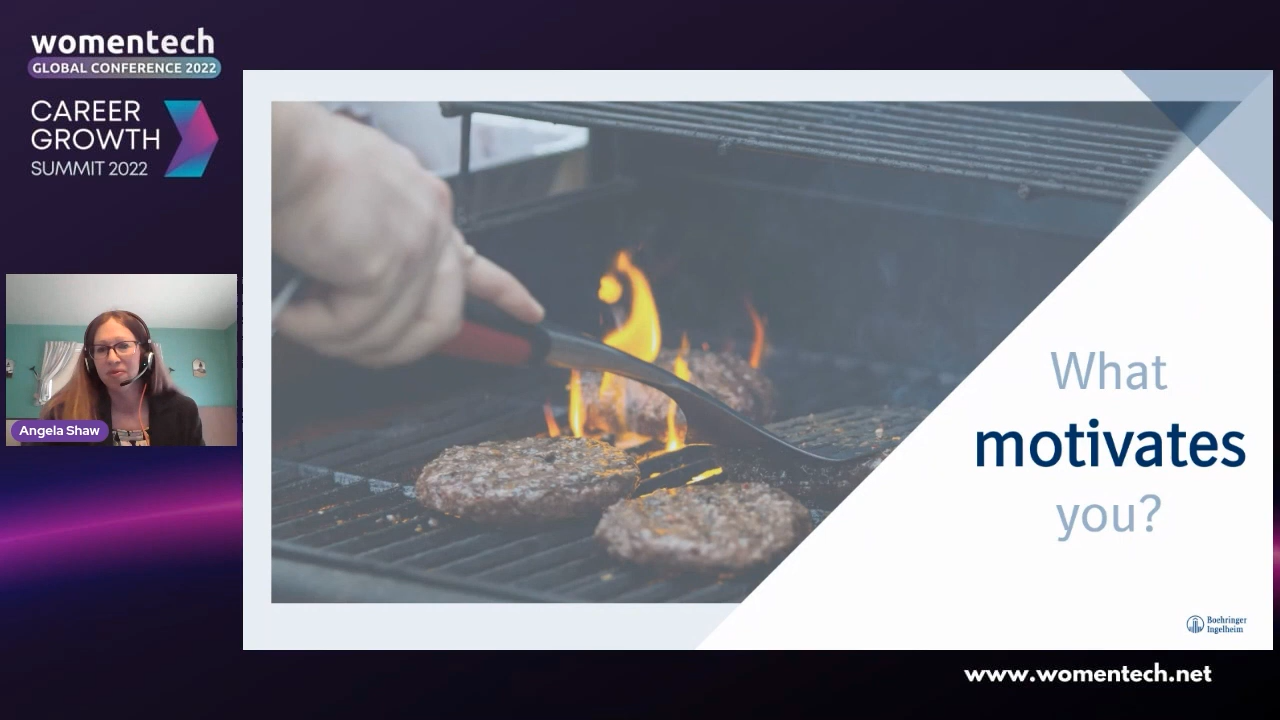 womentech
GLOBAL CONFERENCE 2022
CAREER
GROWTH
SUMMIT 2022
Angela Shaw
What
motivates
you?
Boehringer
Ingelheim
www.womentech.net